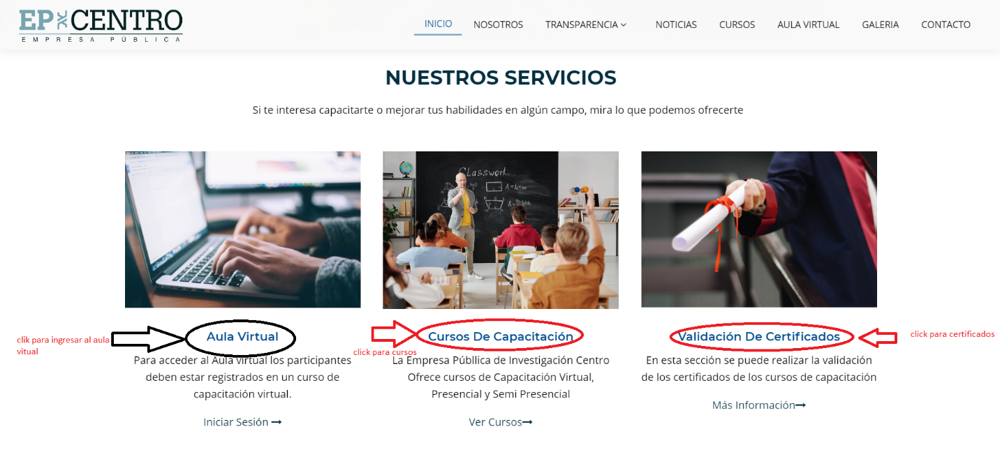 EP CENTRO
EMPRESA PÚBLICA
INICIO NOSOTROS TRANSPARENCIA NOTICIAS CURSOS AULA VIRTUAL GALERIA CONTACTO
NUESTROS SERVICIOS
Si te interesa capacitarte o mejorar tus habilidades en algún campo, mira lo que podemos ofrecerte
Classwork
clik para ingresar al aula
vitual
Aula Virtual
Para acceder al Aula virtual los participantes
deben estar registrados en un curso de
capacitación virtual.
Iniciar Sesión
click para cursos
Cursos De Capacitación
La Empresa Públlica de Investigación Centro
Ofrece cursos de Capacitación Virtual,
Presencial y Semi Presencial
Ver Cursos
Validación De Certificados
click para certificados
En esta sección se puede realizar la validación
de los certificados de los cursos de capacitación
Más Información